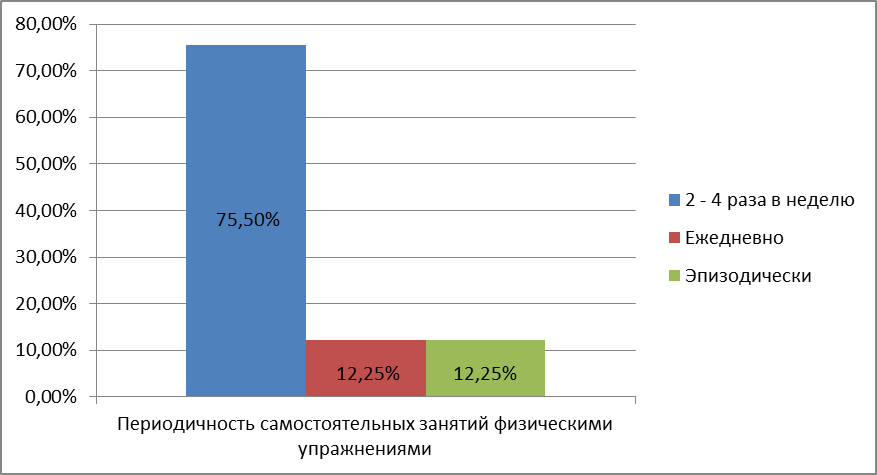 80,00%
70,00%
60,00%
50,00%
40,00%
30,00%
20,00%
10,00%
0,00%
75,50%
12,25%
12,25%
Периодичность самостоятельных занятий физическими
упражнениями
2 - 4 раза в неделю
Ежедневно
Эпизодически